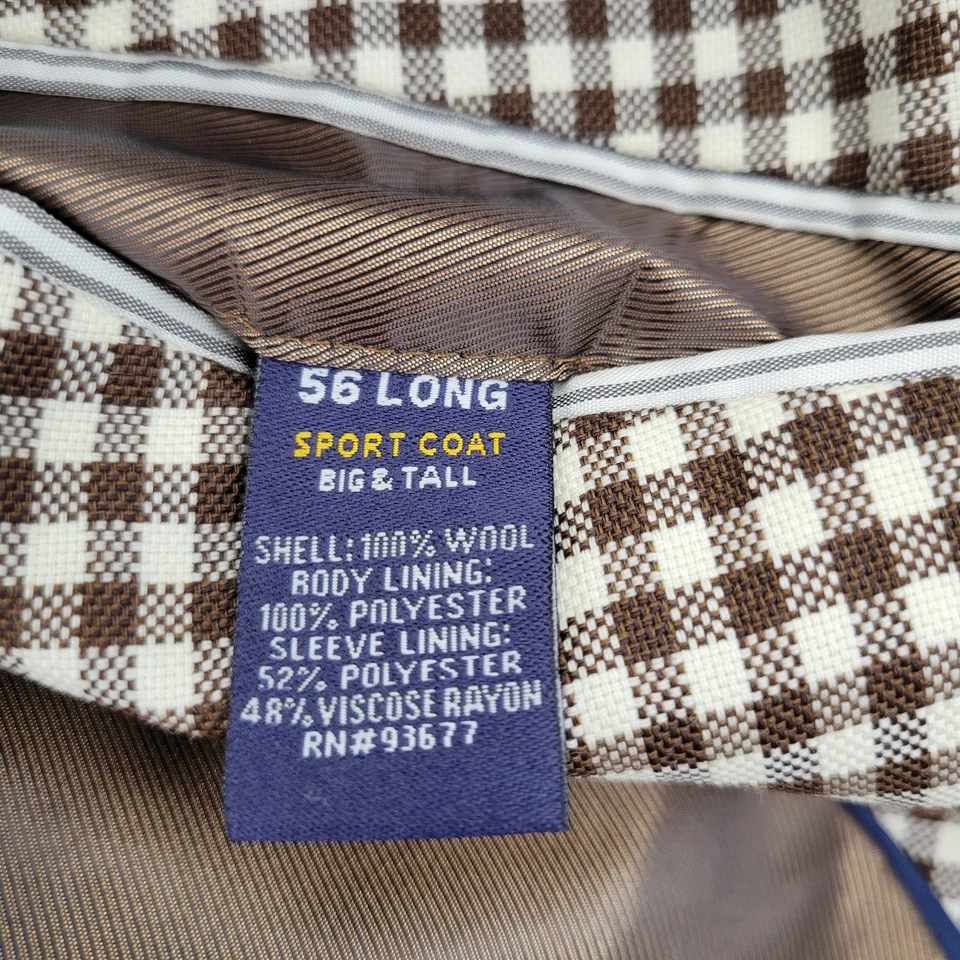 56 LONG
SPORT COAT
BIG & TALL
SHELL: 100% WOOL
BODY LINING:
100% POLYESTER
SLEEVE LINING:
52% POLYESTER
48% VISCOSE RAYON
RN#93677